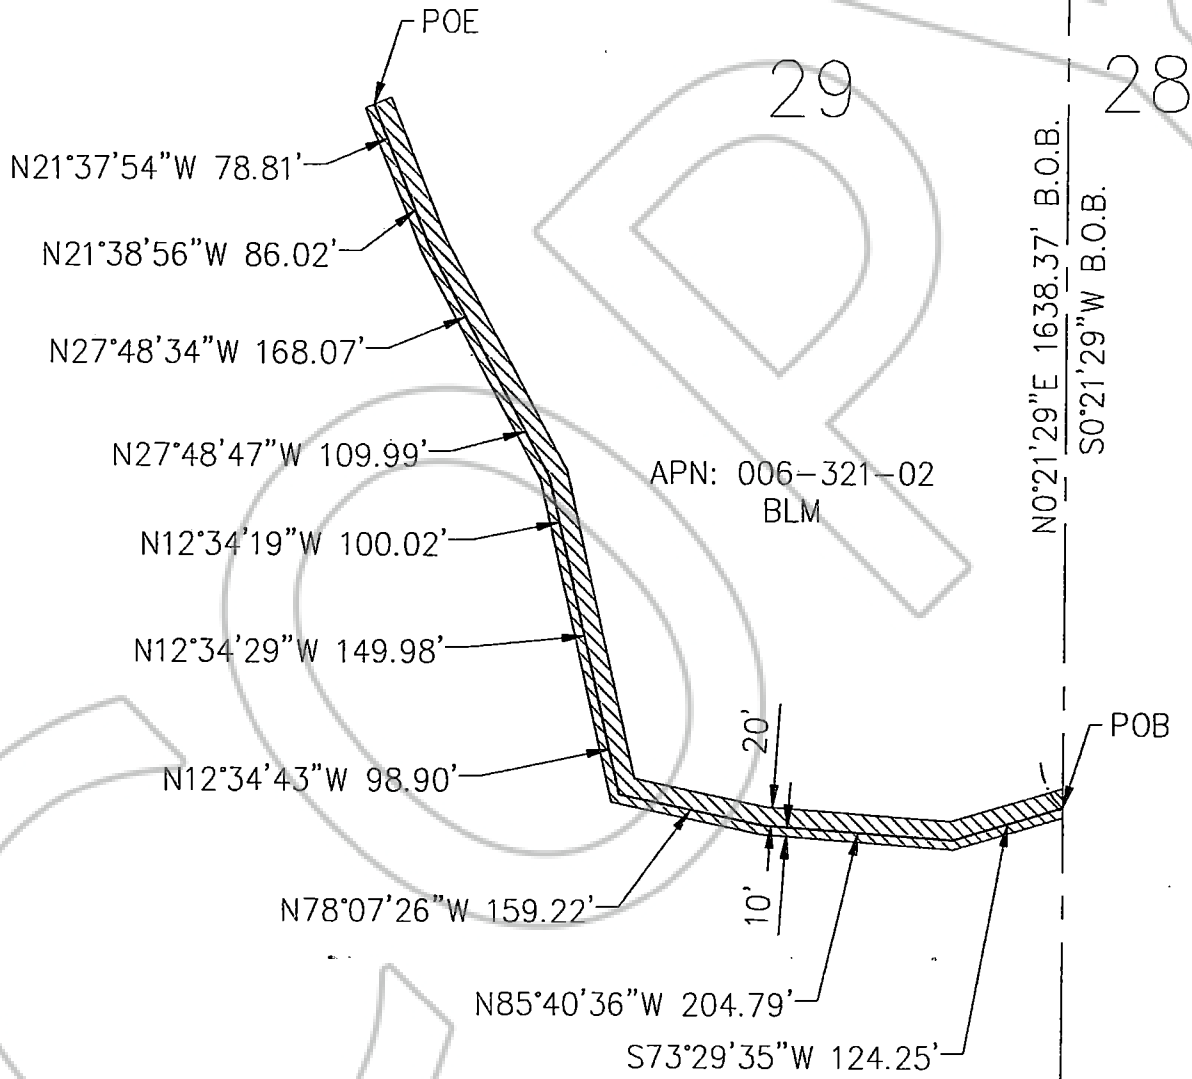 POE
29
28
N21°37'54"W 78.81'
N21°38'56"W 86.02'
N27°48'34"W 168.07'
N27°48'47"W 109.99'
N12°34'19"W 100.02'
N12°34'29"W 149.98'
N12°34'43"W 98.90'
N0°21'29"E 1638.37' B.O.B.
S0°21'29"W B.O.B.
APN: 006-321-02
BLM
20'
POB
10'
N78°07'26"W 159.22'
N85°40'36"W 204.79'
S73°29'35"W 124.25'
COP